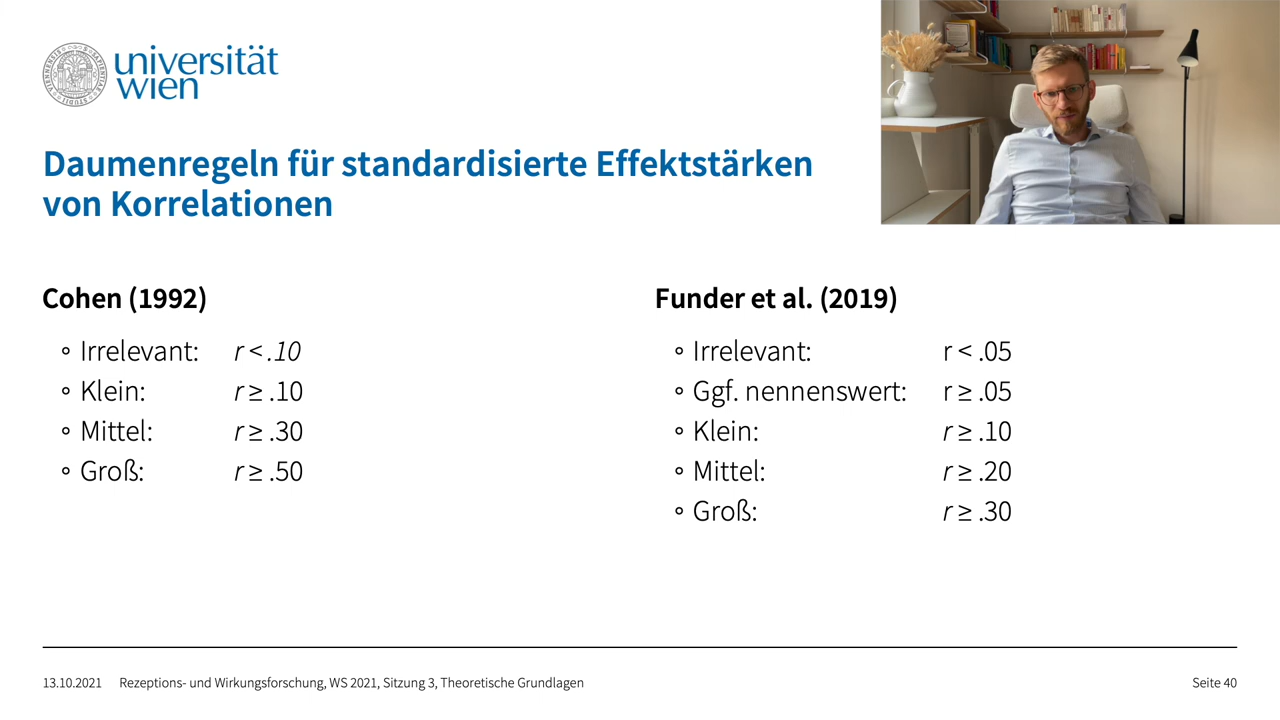 universität
wien
Daumenregeln für standardisierte Effektstärken
von Korrelationen
Cohen (1992)
◦ Irrelevant: r < .10
◦ Klein: r ≥ .10
◦ Mittel: r ≥ .30
◦ Groß: r ≥ .50
Funder et al. (2019)
◦ Irrelevant: r < .05
◦ Ggf. nennenswert: r ≥ .05
◦ Klein: r ≥ .10
◦ Mittel: r ≥ .20
◦ Groß: r ≥ .30
13.10.2021 Rezeptions- und Wirkungsforschung, WS 2021, Sitzung 3, Theoretische Grundlagen Seite 40